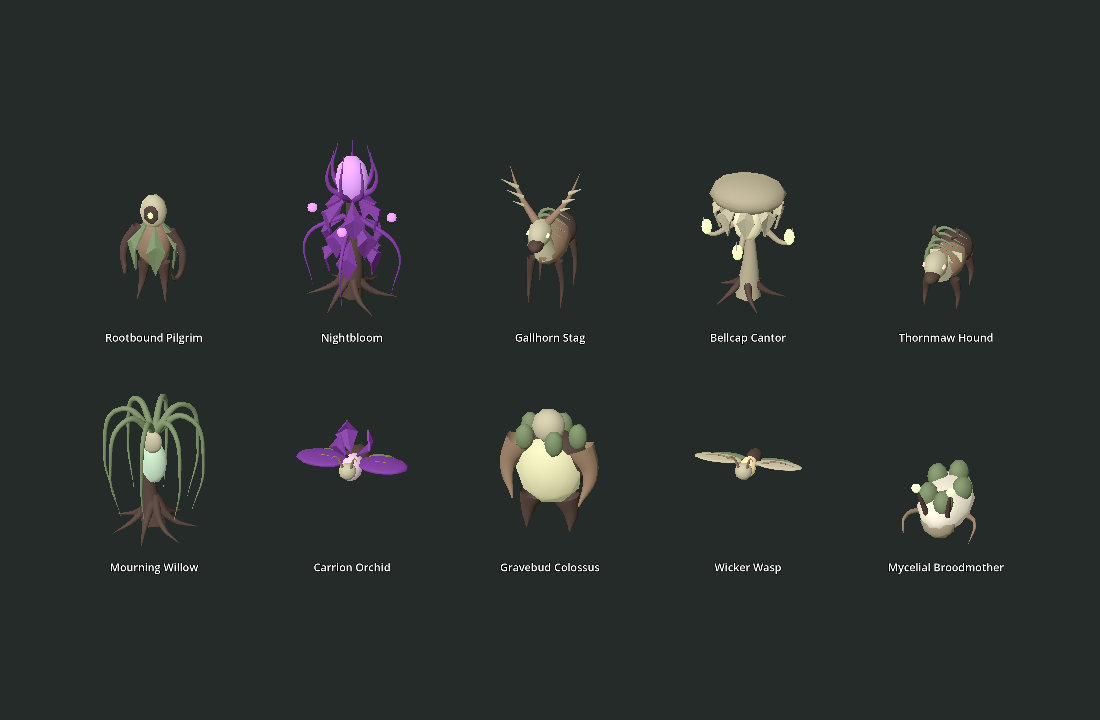 Rootbound Pilgrim
Nightbloom
Gallhorn Stag
Bellcap Cantor
Thornmaw Hound
Mourning Willow
Carrion Orchid
Gravebud Colossus
Wicker Wasp
Mycelial Broodmother